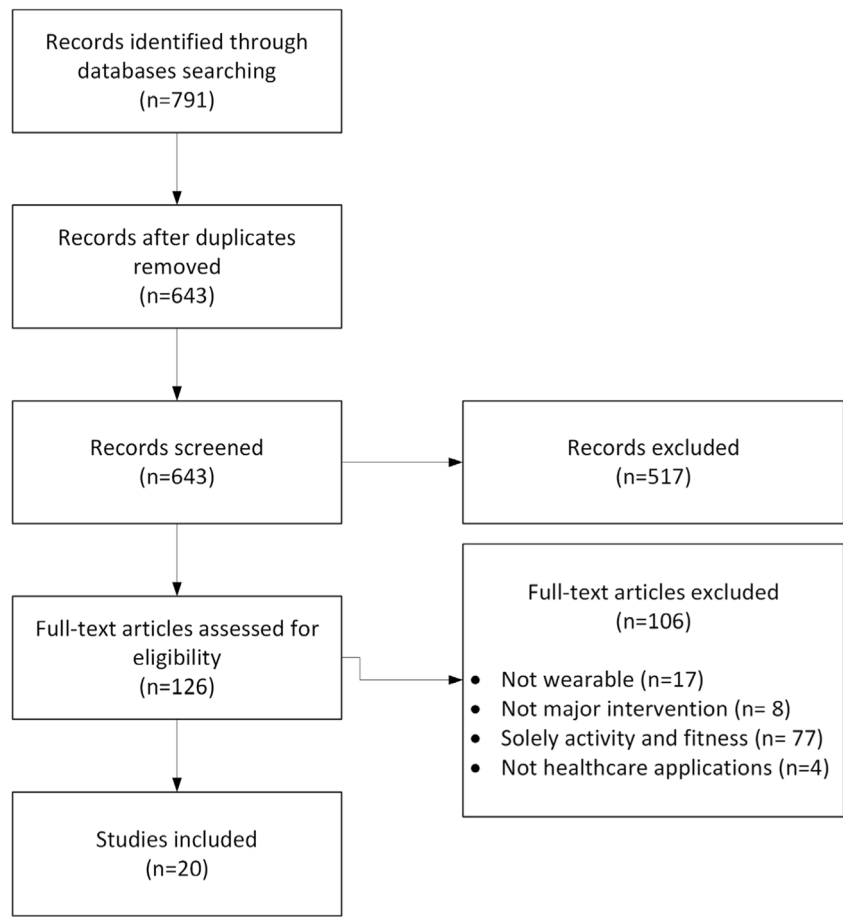 Records identified through
databases searching
(n=791)
Records after duplicates
removed
(n=643)
Records screened
(n=643)
Records excluded
(n=517)
Full-text articles assessed for
eligibility
(n=126)
Full-text articles excluded
(n=106)
• Not wearable (n=17)
• Not major intervention (n= 8)
• Solely activity and fitness (n= 77)
• Not healthcare applications (n=4)
Studies included
(n=20)